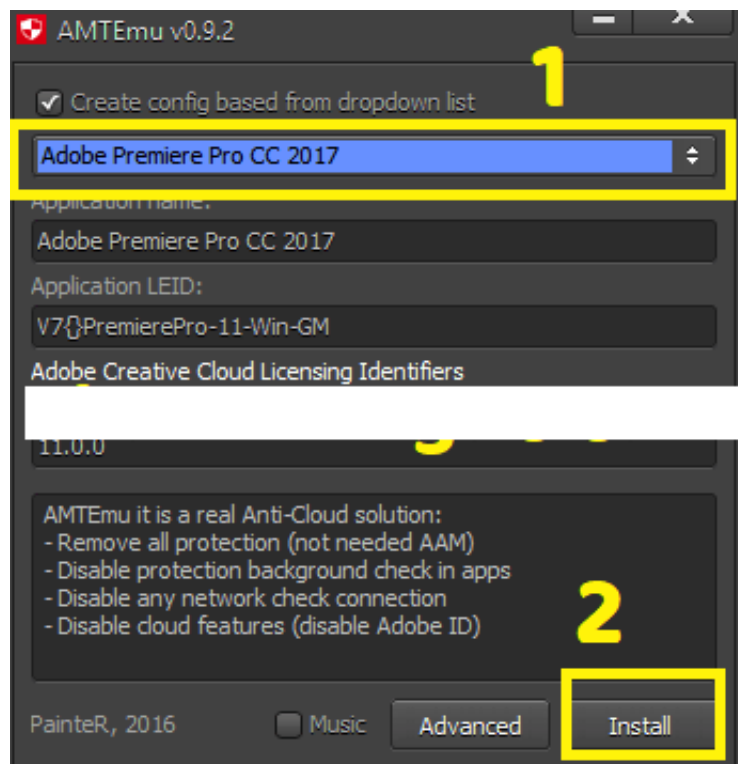 AMTEmu v0.9.2
1
Create config based from dropdown list
Adobe Premiere Pro CC 2017
Application name:
Adobe Premiere Pro CC 2017
Application LEID:
V7{}PremierePro-11-Win-GM
Adobe Creative Cloud Licensing Identifiers
11.0.0
AMTEmu it is a real Anti-Cloud solution:
- Remove all protection (not needed AAM)
- Disable protection background check in apps
- Disable any network check connection
- Disable cloud features (disable Adobe ID)
2
PainteR, 2016 Music Advanced Install